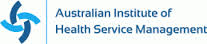 Australian Institute of
Health Service Management